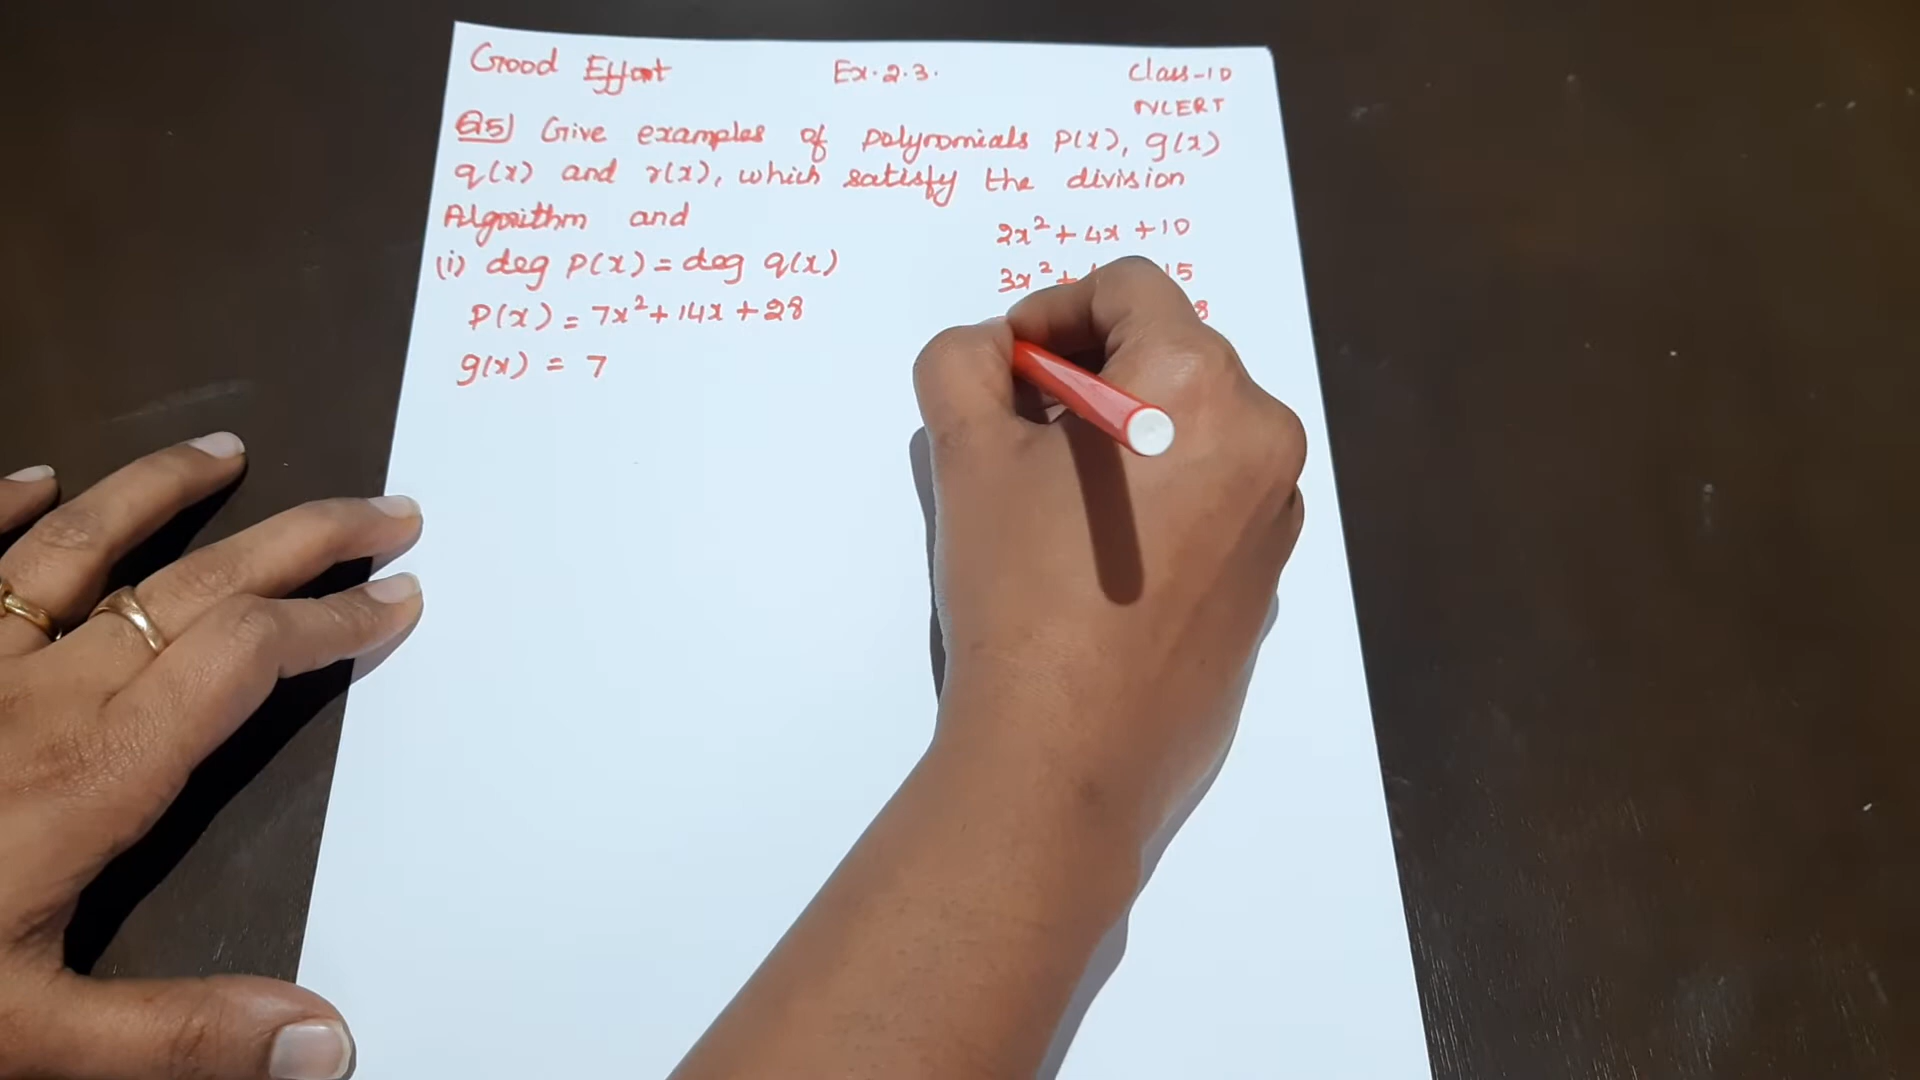 Good Effort Ex.2.3. Class-10
NCERT
Q5) Give examples of polynomials P(x), g(x)
q(x) and r(x), which satisfy the division
Algorithm and
2x² + 4x + 10
(i) deg P(x) = deg q(x)
3x² + 15
P(x) = 7x² + 14x + 28
8
g(x) = 7